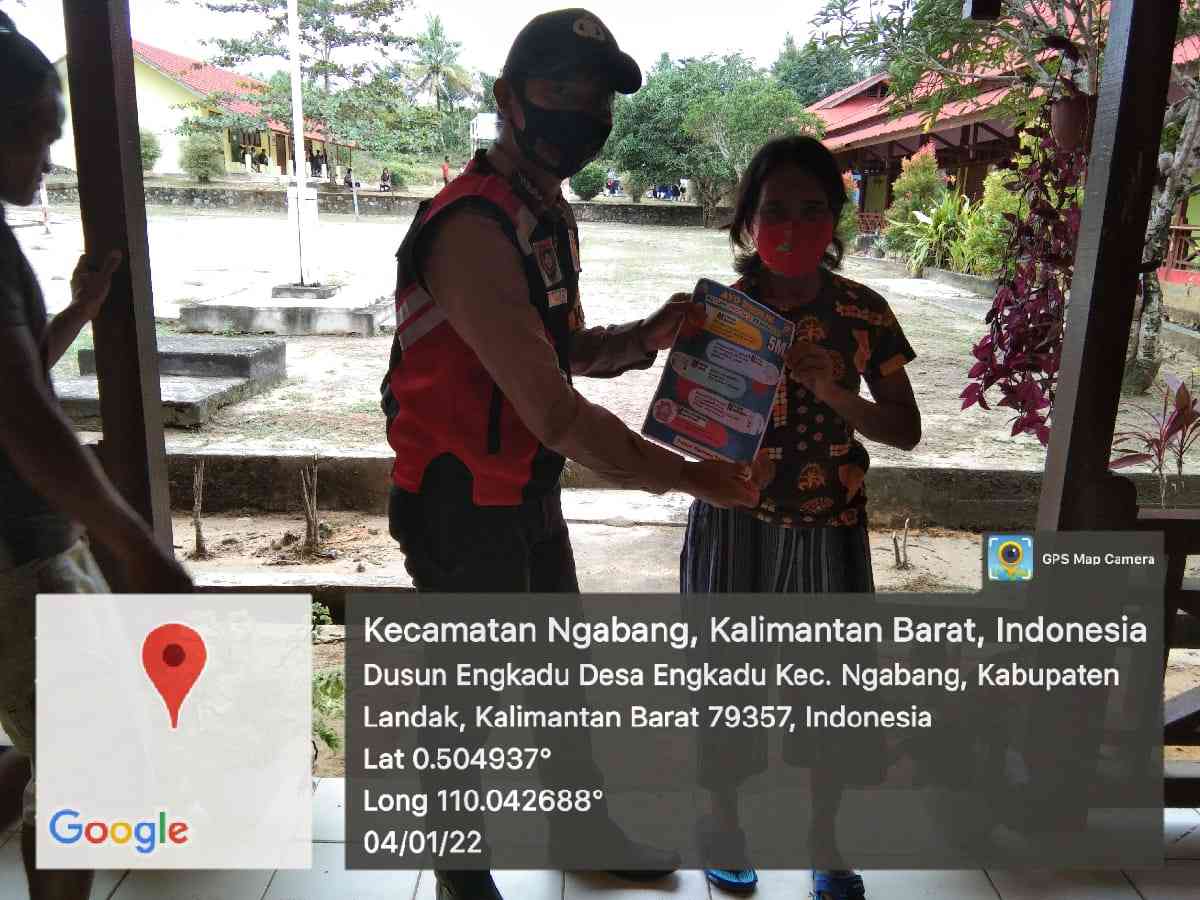 5M
GPS Map Camera
Kecamatan Ngabang, Kalimantan Barat, Indonesia
Dusun Engkadu Desa Engkadu Kec. Ngabang, Kabupaten
Landak, Kalimantan Barat 79357, Indonesia
Lat 0.504937°
Long 110.042688°
04/01/22
Google